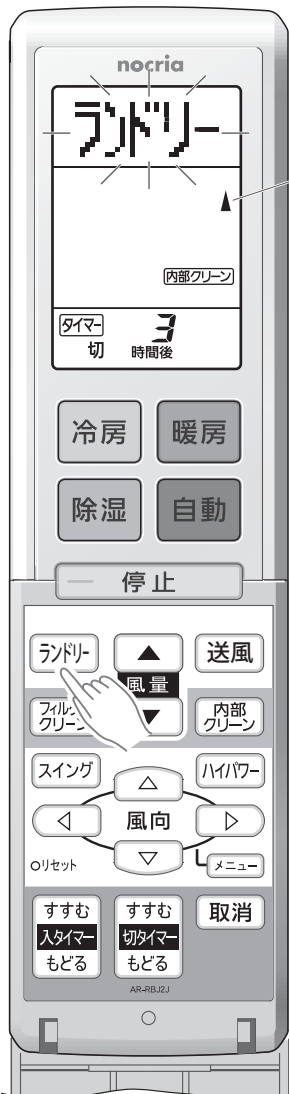 nocria
ランドリー
内部クリーン
タイマー 3
切 時間後
冷房 暖房
除湿 自動
停止
ランドリー 風量 送風
クリーン 内部クリーン
スイング ハイパワー
風向
リセット メニュー
すすむ すすむ 取消
入タイマー 切タイマー
もどる もどる
AR-RBJ2J